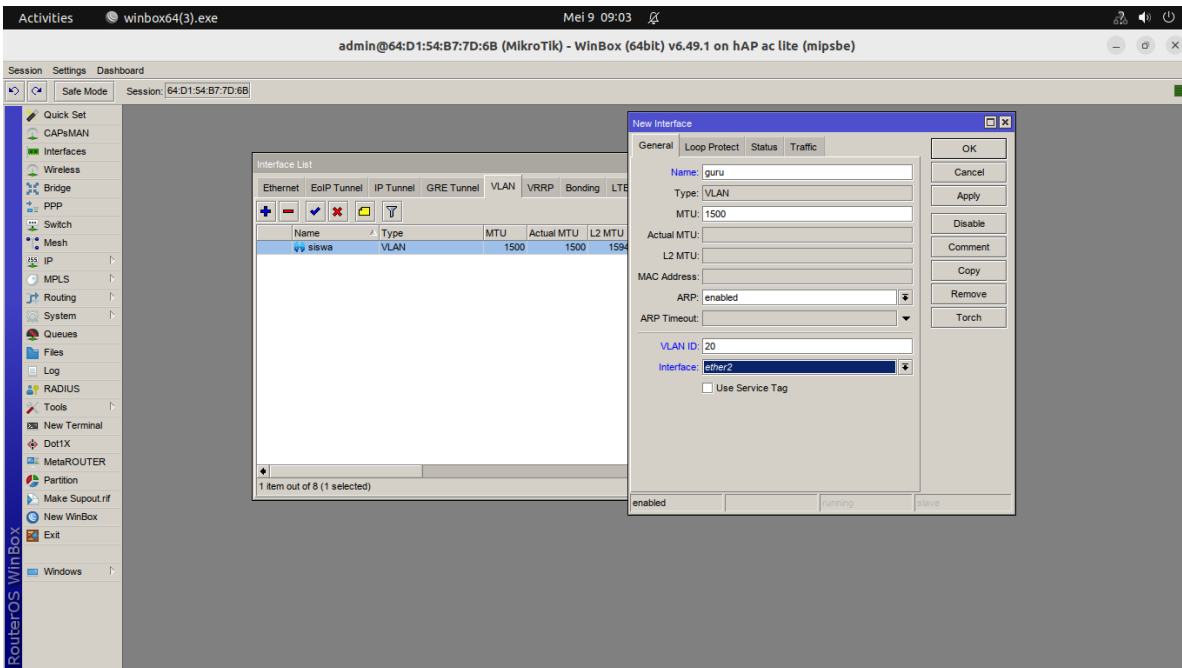 Activities winbox64(3).exe Mei 9 09:03
admin@64:D1:54:B7:7D:6B (MikroTik) - WinBox (64bit) v6.49.1 on hAP ac lite (mipsbe)
Session Settings Dashboard
Safe Mode Session: 64:D1:54:B7:7D:6B
Quick Set
CAPsMAN
Interfaces
Wireless
Bridge
PPP
Switch
Mesh
IP
MPLS
Routing
System
Queues
Files
Log
RADIUS
Tools
New Terminal
Dot1X
MetaROUTER
Partition
Make Supout.rif
New WinBox
Exit
Windows
RouterOS WinBox
Interface List
Ethernet EoIP Tunnel IP Tunnel GRE Tunnel VLAN VRRP Bonding LTE
Name Type MTU Actual MTU L2 MTU
siswa VLAN 1500 1500 1594
1 item out of 8 (1 selected)
New Interface
General Loop Protect Status Traffic
Name: guru
Type: VLAN
MTU: 1500
Actual MTU:
L2 MTU:
MAC Address:
ARP: enabled
ARP Timeout:
VLAN ID: 20
Interface: ether2
Use Service Tag
OK
Cancel
Apply
Disable
Comment
Copy
Remove
Torch
enabled running slave